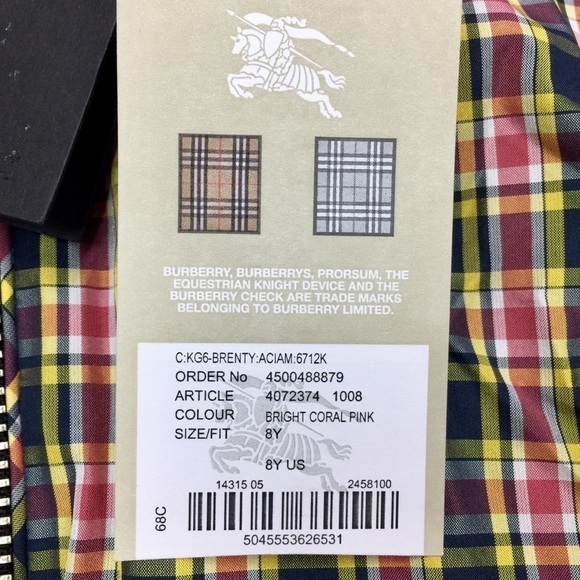 BURBERRY, BURBERRYS, PRORSUM, THE
EQUESTRIAN KNIGHT DEVICE AND THE
BURBERRY CHECK ARE TRADE MARKS
BELONGING TO BURBERRY LIMITED.
C:KG6-BRENTY:ACIAM:6712K
ORDER No 4500488879
ARTICLE 4072374 1008
COLOUR BRIGHT CORAL PINK
SIZE/FIT 8Y
8Y US
14315 05 2458100
68C
5045553626531